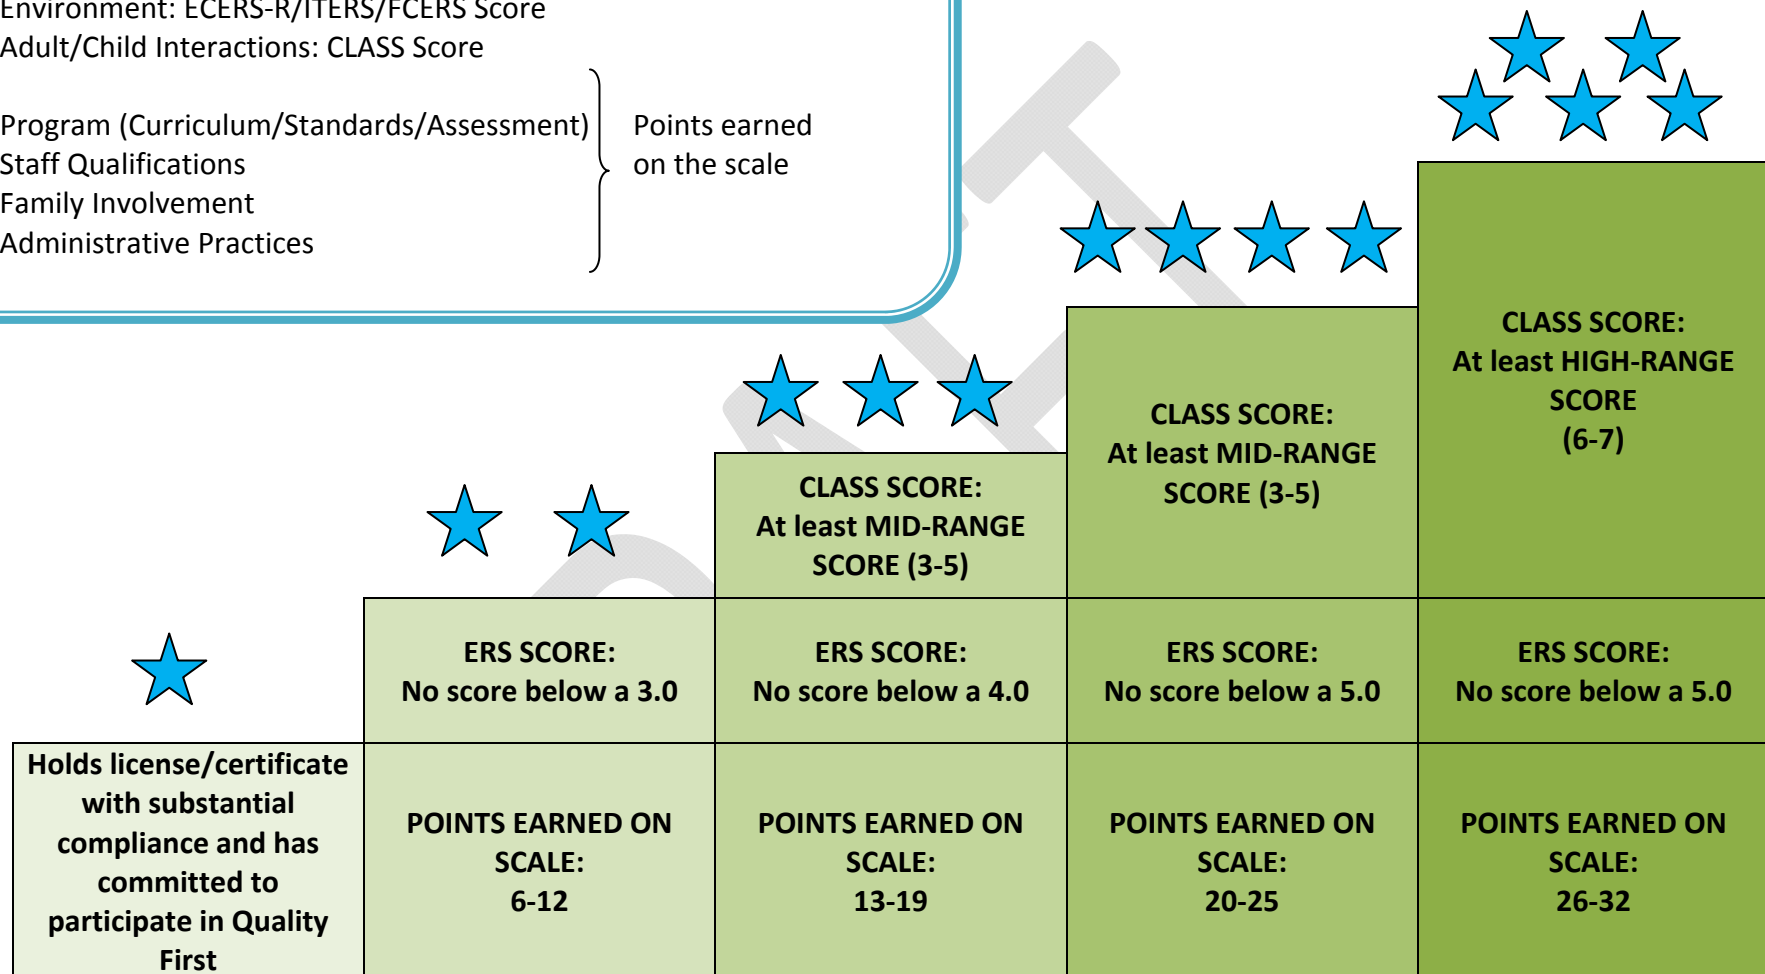 Environment: ECERS-R/ITERS/FCERS Score
Adult/Child Interactions: CLASS Score
Program (Curriculum/Standards/Assessment)
Staff Qualifications
Family Involvement
Administrative Practices
Points earned
on the scale
DRAFT
Holds license/certificate
with substantial
compliance and has
committed to
participate in Quality
First
ERS SCORE:
No score below a 3.0
POINTS EARNED ON
SCALE:
6-12
CLASS SCORE:
At least MID-RANGE
SCORE (3-5)
ERS SCORE:
No score below a 4.0
POINTS EARNED ON
SCALE:
13-19
CLASS SCORE:
At least MID-RANGE
SCORE (3-5)
ERS SCORE:
No score below a 5.0
POINTS EARNED ON
SCALE:
20-25
CLASS SCORE:
At least HIGH-RANGE
SCORE
(6-7)
ERS SCORE:
No score below a 5.0
POINTS EARNED ON
SCALE:
26-32